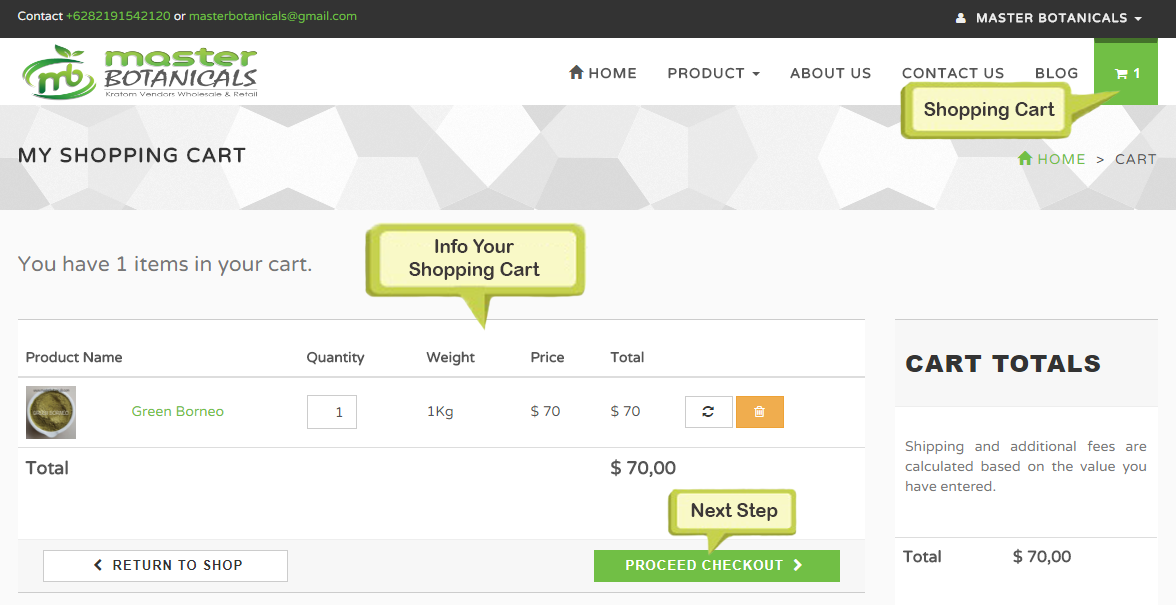 Contact +6282191542120 or masterbotanicals@gmail.com
MASTER BOTANICALS
mb master
BOTANICALS
Kratom Vendors Wholesale & Retail
HOME PRODUCT ABOUT US CONTACT US BLOG 1
Shopping Cart
MY SHOPPING CART
HOME > CART
Info Your
Shopping Cart
You have 1 items in your cart.
Product Name Quantity Weight Price Total
GREEN BORNEO
Green Borneo 1 1Kg $ 70 $ 70
Total $ 70,00
Next Step
RETURN TO SHOP PROCEED CHECKOUT
CART TOTALS
Shipping and additional fees are
calculated based on the value you
have entered.
Total $ 70,00